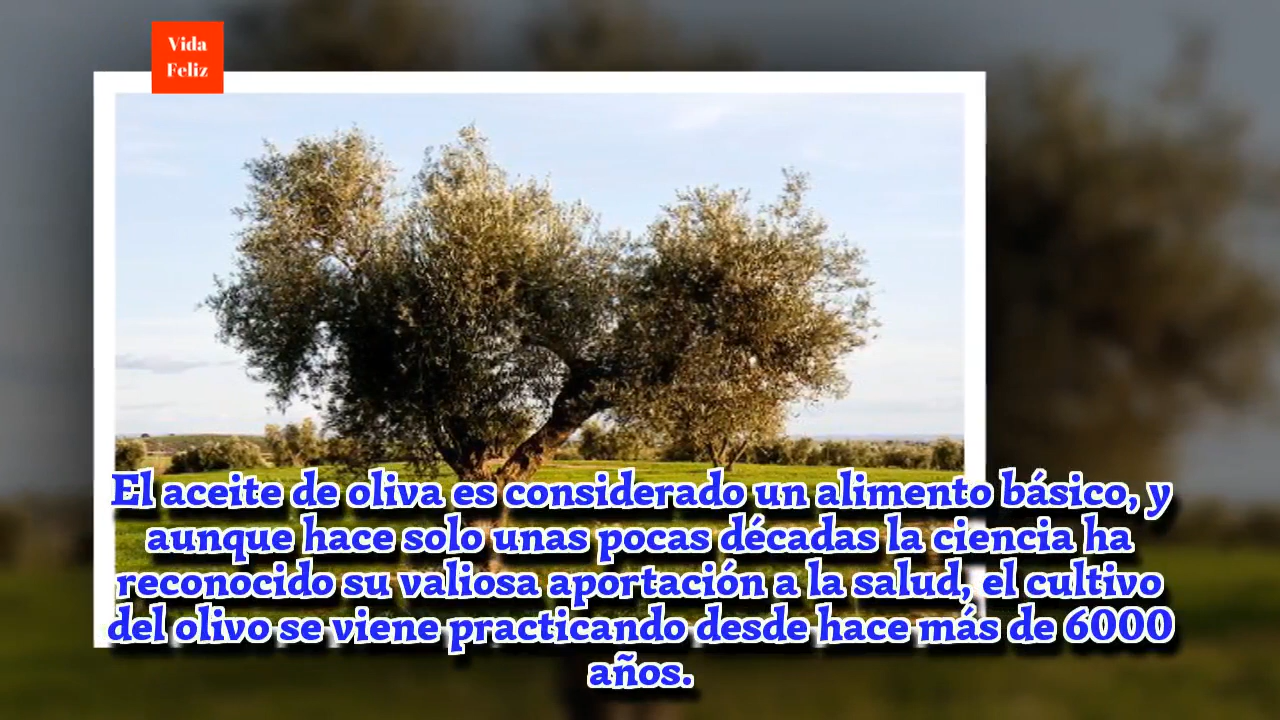 Vida
Feliz
El aceite de oliva es considerado un alimento básico, y
aunque hace solo unas pocas décadas la ciencia ha
reconocido su valiosa aportación a la salud, el cultivo
del olivo se viene practicando desde hace más de 6000
años.